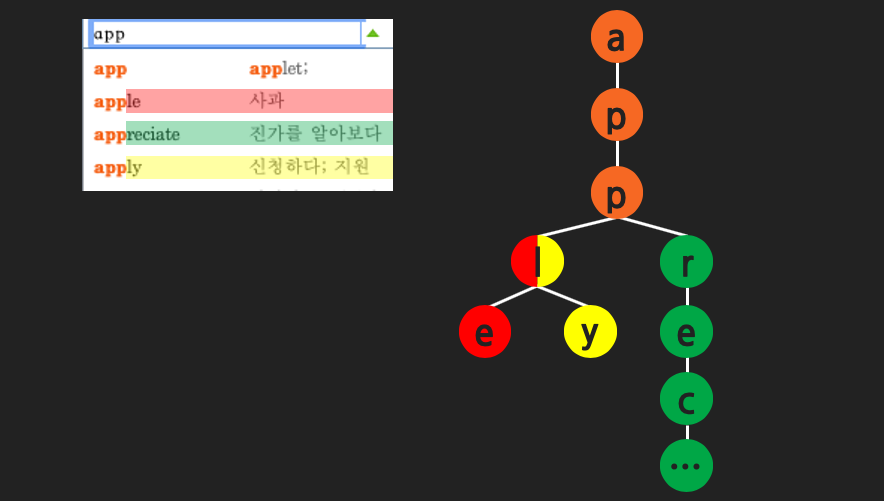 app
app applet;
apple 사과
appreciate 진가를 알아보다
apply 신청하다; 지원
a
p
p
l r
e y e
c
...